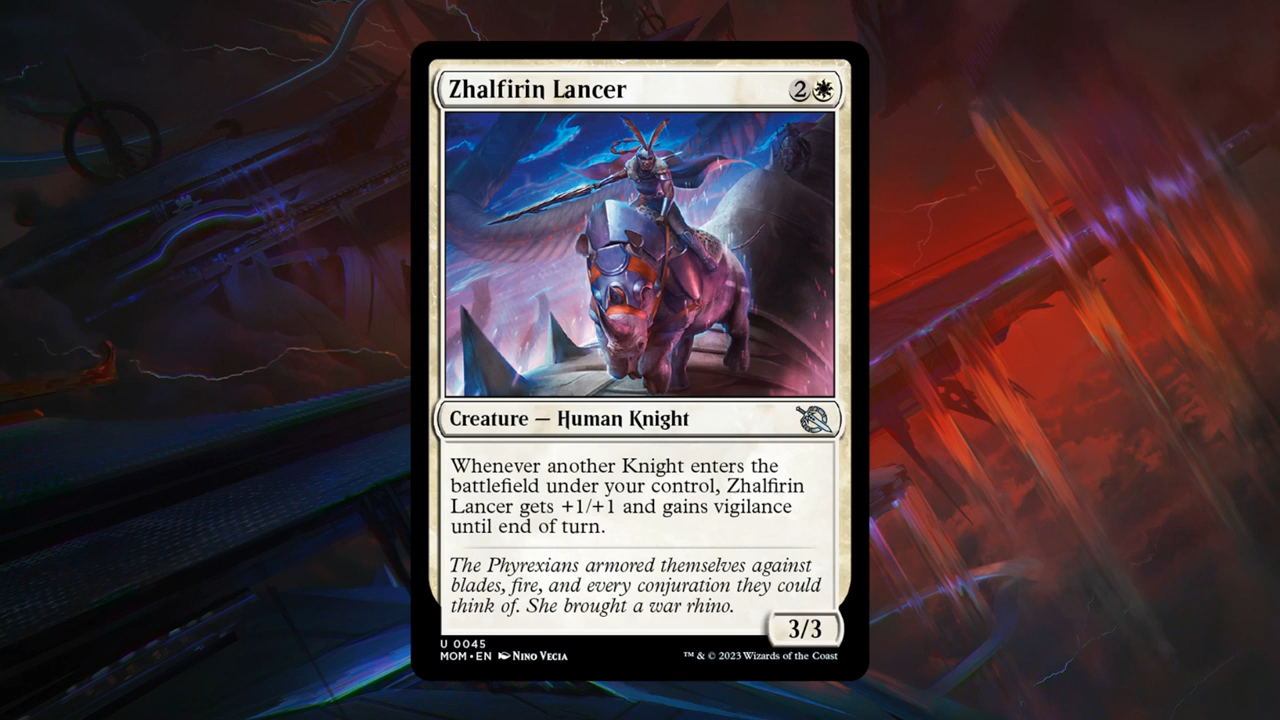 Zhalfirin Lancer
2
Creature — Human Knight
Whenever another Knight enters the
battlefield under your control, Zhalfirin
Lancer gets +1/+1 and gains vigilance
until end of turn.
The Phyrexians armored themselves against
blades, fire, and every conjuration they could
think of. She brought a war rhino.
3/3
U 0045
MOM • EN Nino Vecia
™ & © 2023 Wizards of the Coast